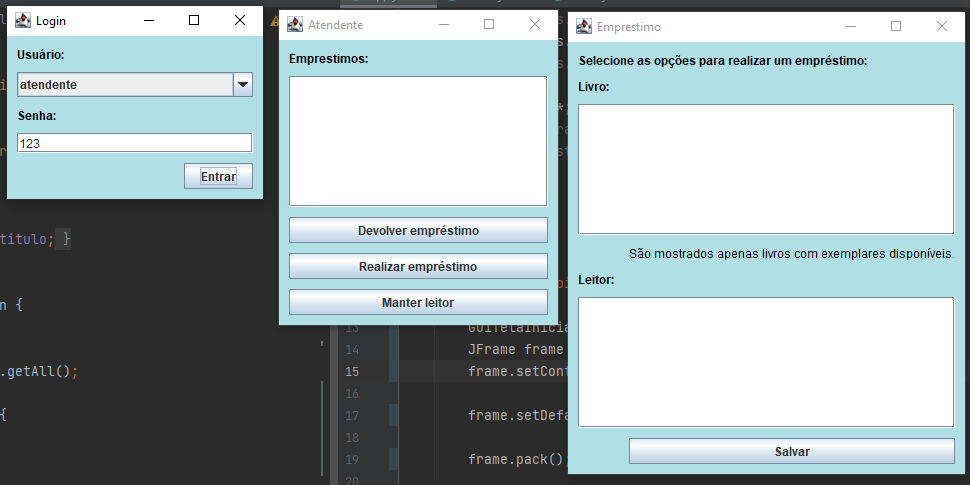 Login
Usuário:
atendente
Senha:
123
Entrar
Atendente
Emprestimos:
Devolver empréstimo
Realizar empréstimo
Manter leitor
Emprestimo
Selecione as opções para realizar um empréstimo:
Livro:
São mostrados apenas livros com exemplares disponíveis.
Leitor:
Salvar
titulo; }
n {
.getAll();
{
13
14 JFrame frame
15 frame.setCont
16
17 frame.setDefa
18
19 frame.pack();
20